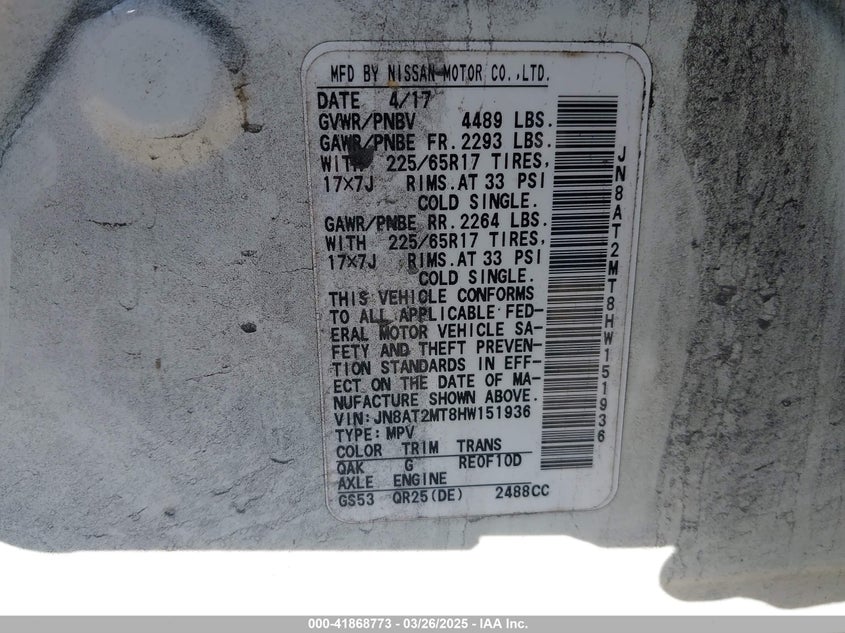 MFD BY NISSAN MOTOR CO.,LTD.
DATE 4/17
GVWR/PNBV 4489 LBS.
GAWR/PNBE FR. 2293 LBS.
WITH 225/65R17 TIRES,
17×7J RIMS.AT 33 PSI
COLD SINGLE.
GAWR/PNBE RR. 2264 LBS.
WITH 225/65R17 TIRES,
17×7J RIMS.AT 33 PSI
COLD SINGLE.
THIS VEHICLE CONFORMS
TO ALL APPLICABLE FED-
ERAL MOTOR VEHICLE SA-
FETY AND THEFT PREVEN-
TION STANDARDS IN EFF-
ECT ON THE DATE OF MA-
NUFACTURE SHOWN ABOVE.
VIN:JN8AT2MT8HW151936
TYPE:MPV
COLOR TRIM TRANS
QAK G RE0F10D
AXLE ENGINE
GS53 QR25(DE) 2488CC
JN8AT2MT8HW151936
000-41868773 - 03/26/2025 - IAA Inc.